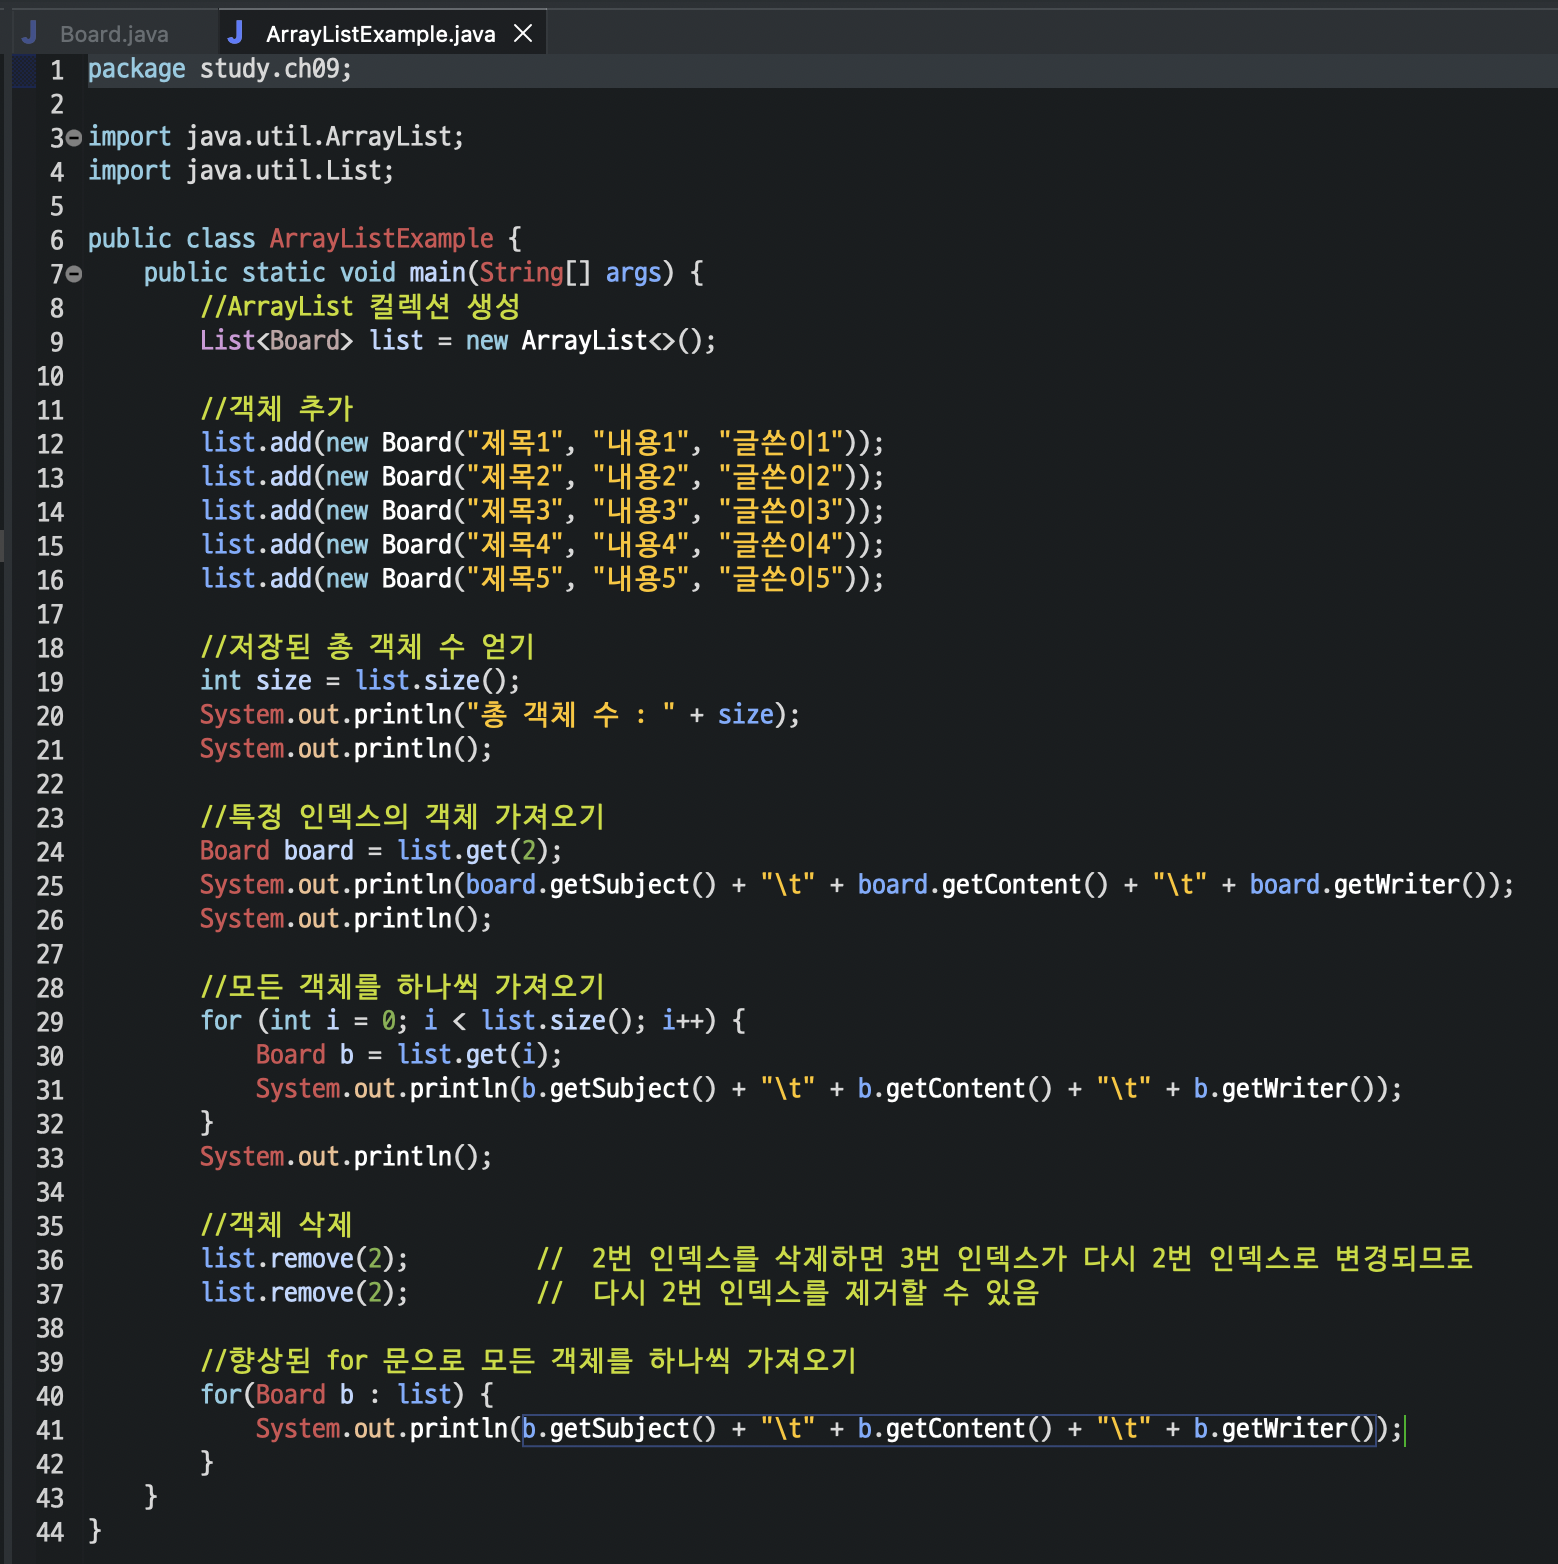 Board.java
ArrayListExample.java
1 package study.ch09;
2
3 import java.util.ArrayList;
4 import java.util.List;
5
6 public class ArrayListExample {
7     public static void main(String[] args) {
8         //ArrayList 컬렉션 생성
9         List<Board> list = new ArrayList<>();
10
11         //객체 추가
12         list.add(new Board("제목1", "내용1", "글쓴이1"));
13         list.add(new Board("제목2", "내용2", "글쓴이2"));
14         list.add(new Board("제목3", "내용3", "글쓴이3"));
15         list.add(new Board("제목4", "내용4", "글쓴이4"));
16         list.add(new Board("제목5", "내용5", "글쓴이5"));
17
18         //저장된 총 객체 수 얻기
19         int size = list.size();
20         System.out.println("총 객체 수 : " + size);
21         System.out.println();
22
23         //특정 인덱스의 객체 가져오기
24         Board board = list.get(2);
25         System.out.println(board.getSubject() + "\t" + board.getContent() + "\t" + board.getWriter());
26         System.out.println();
27
28         //모든 객체를 하나씩 가져오기
29         for (int i = 0; i < list.size(); i++) {
30             Board b = list.get(i);
31             System.out.println(b.getSubject() + "\t" + b.getContent() + "\t" + b.getWriter());
32         }
33         System.out.println();
34
35         //객체 삭제
36         list.remove(2);         //  2번 인덱스를 삭제하면 3번 인덱스가 다시 2번 인덱스로 변경되므로
37         list.remove(2);         //  다시 2번 인덱스를 제거할 수 있음
38
39         //향상된 for 문으로 모든 객체를 하나씩 가져오기
40         for(Board b : list) {
41             System.out.println(b.getSubject() + "\t" + b.getContent() + "\t" + b.getWriter());
42         }
43     }
44 }